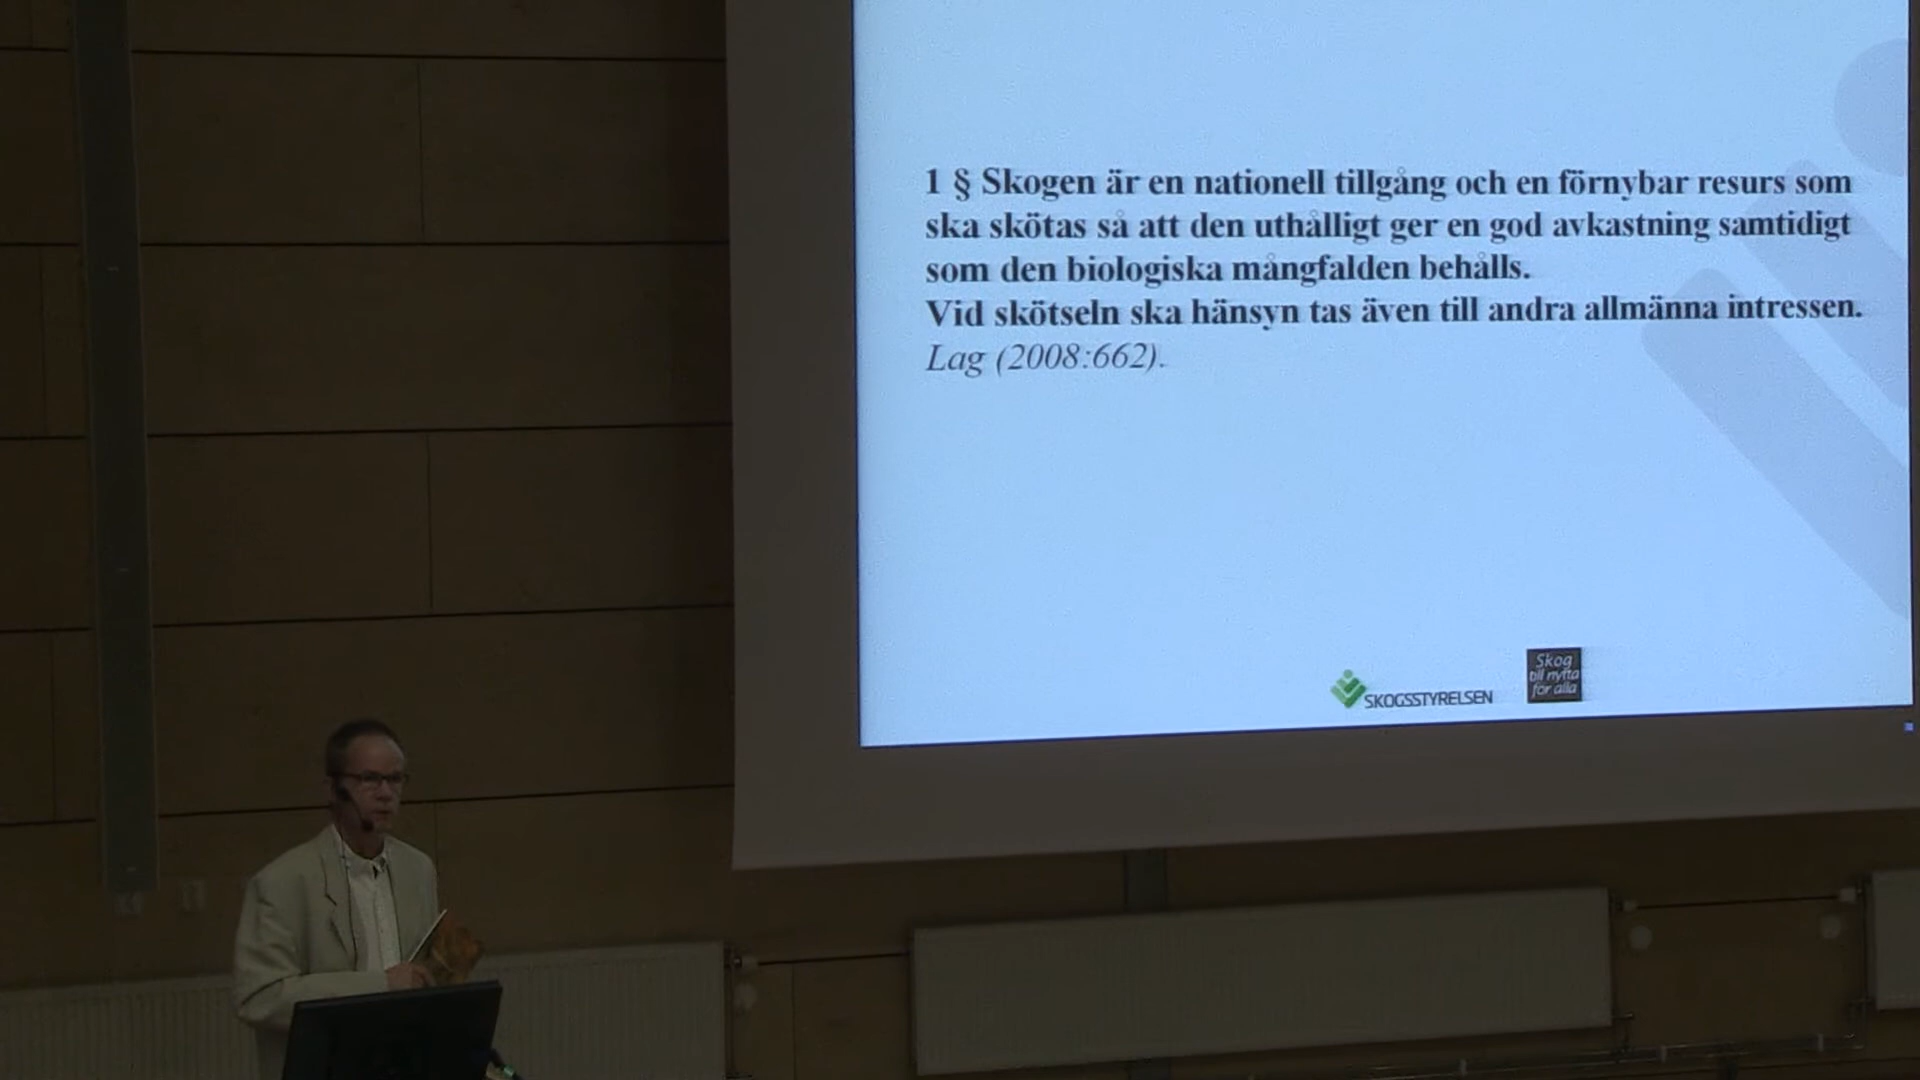 1 § Skogen är en nationell tillgång och en förnybar resurs som
ska skötas så att den uthålligt ger en god avkastning samtidigt
som den biologiska mångfalden behålls.
Vid skötseln ska hänsyn tas även till andra allmänna intressen.
Lag (2008:662).
SKOGSSTYRELSEN
Skog
till nytta
för alla